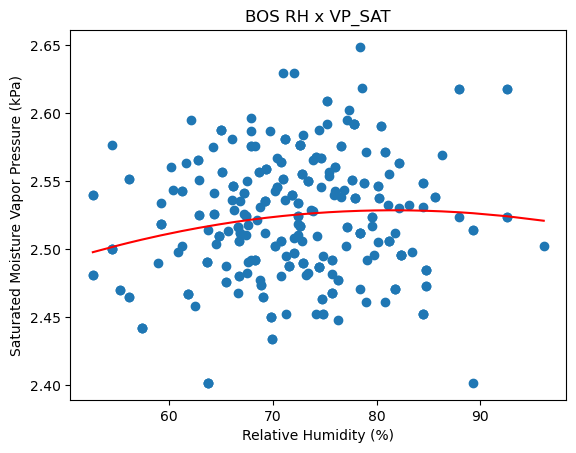 BOS RH x VP_SAT
Saturated Moisture Vapor Pressure (kPa)
2.65
2.60
2.55
2.50
2.45
2.40
60 70 80 90
Relative Humidity (%)